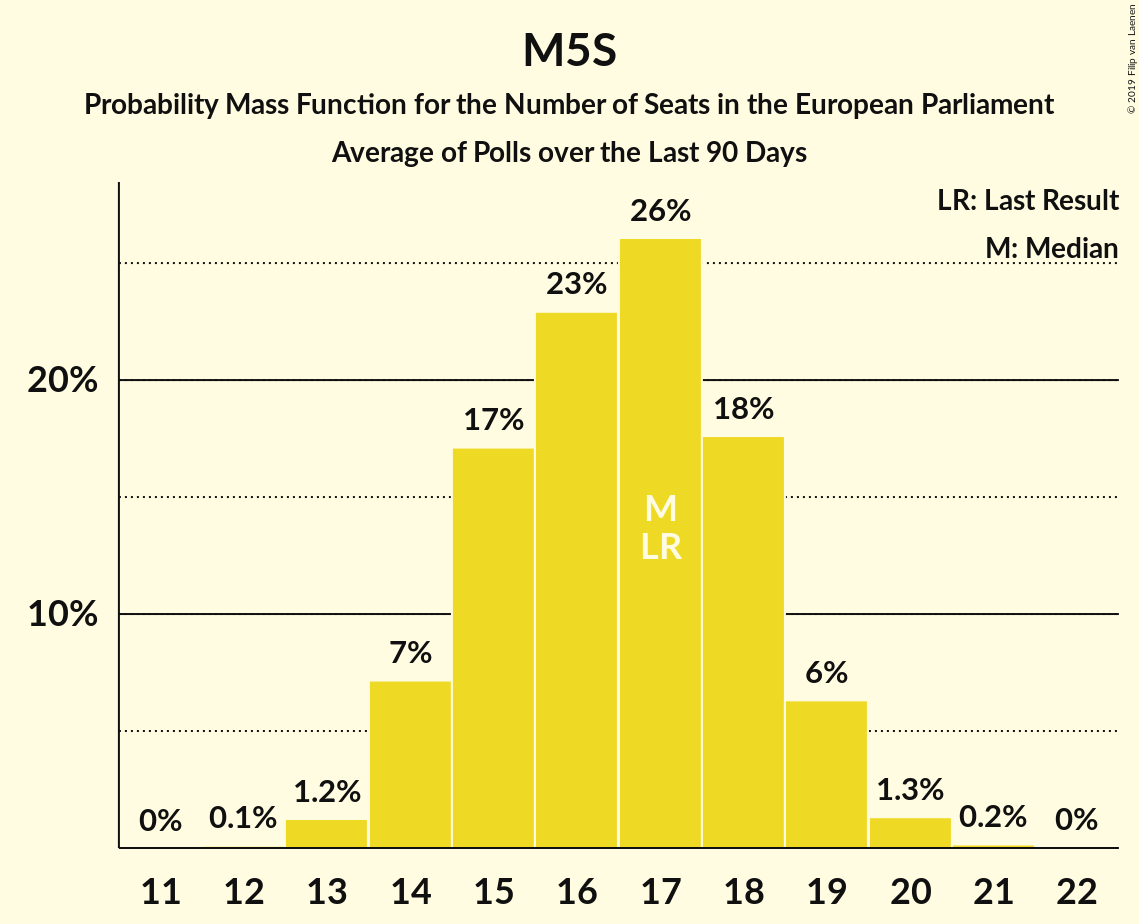 © 2019 Filip van Laenen
M5S
Probability Mass Function for the Number of Seats in the European Parliament
Average of Polls over the Last 90 Days
LR: Last Result
M: Median
20%
10%
0%
0.1%
1.2%
7%
17%
23%
26%
18%
6%
1.3%
0.2%
0%
M
LR
11 12 13 14 15 16 17 18 19 20 21 22